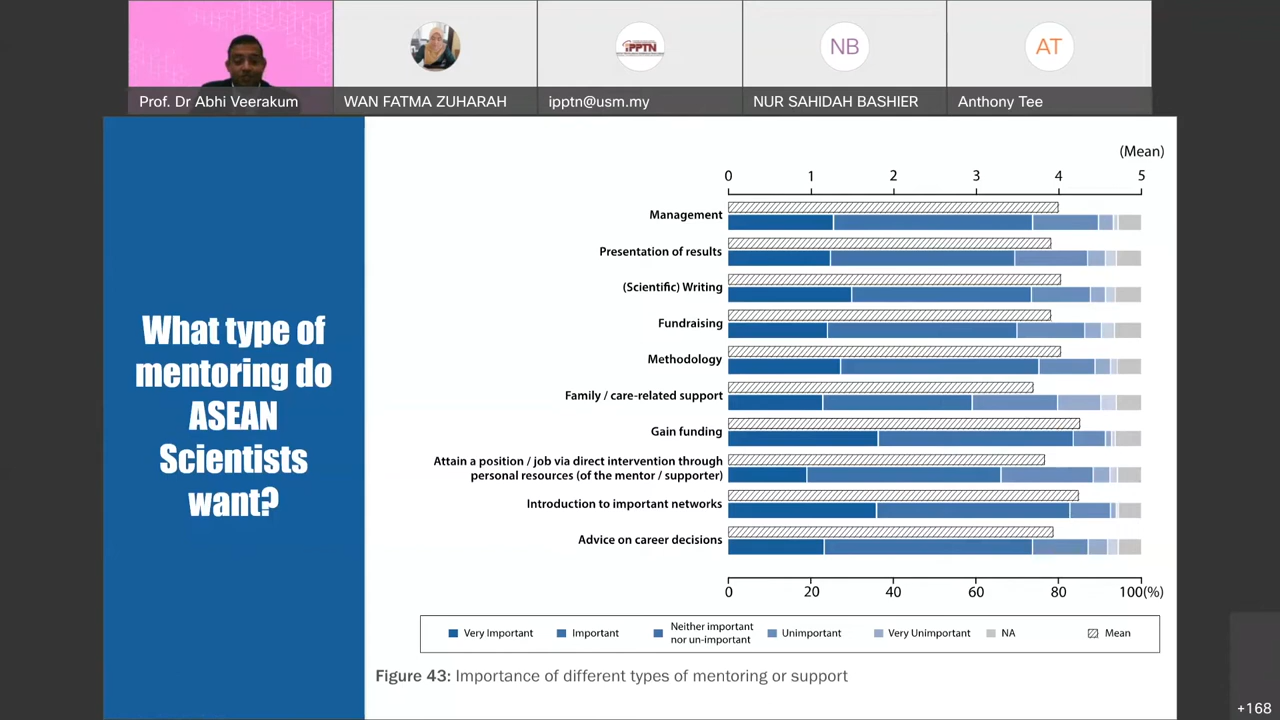 Prof. Dr Abhi Veerakum
WAN FATMA ZUHARAH
IPPTN
ipptn@usm.my
NB
NUR SAHIDAH BASHIER
AT
Anthony Tee
What type of
mentoring do
ASEAN
Scientists
want?
(Mean)
0 1 2 3 4 5
Management
Presentation of results
(Scientific) Writing
Fundraising
Methodology
Family / care-related support
Gain funding
Attain a position / job via direct intervention through
personal resources (of the mentor / supporter)
Introduction to important networks
Advice on career decisions
0 20 40 60 80 100(%)
Very Important
Important
Neither important
nor un-important
Unimportant
Very Unimportant
NA
Mean
Figure 43: Importance of different types of mentoring or support
+168